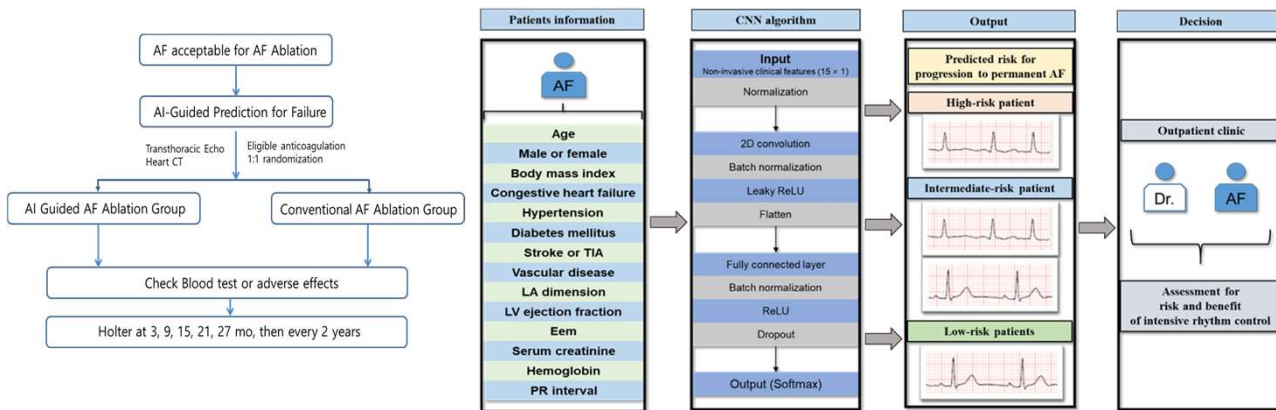 AF acceptable for AF Ablation
AI-Guided Prediction for Failure
Transthoracic Echo
Heart CT
Eligible anticoagulation
1:1 randomization
AI Guided AF Ablation Group
Conventional AF Ablation Group
Check Blood test or adverse effects
Holter at 3, 9, 15, 21, 27 mo, then every 2 years
Patients information
AF
Age
Male or female
Body mass index
Congestive heart failure
Hypertension
Diabetes mellitus
Stroke or TIA
Vascular disease
LA dimension
LV ejection fraction
Eem
Serum creatinine
Hemoglobin
PR interval
CNN algorithm
Input
Non-invasive clinical features (15 × 1)
Normalization
2D convolution
Batch normalization
Leaky ReLU
Flatten
Fully connected layer
Batch normalization
ReLU
Dropout
Output (Softmax)
Output
Predicted risk for
progression to permanent AF
High-risk patient
Intermediate-risk patient
Low-risk patients
Decision
Outpatient clinic
Dr.
AF
Assessment for
risk and benefit
of intensive rhythm control